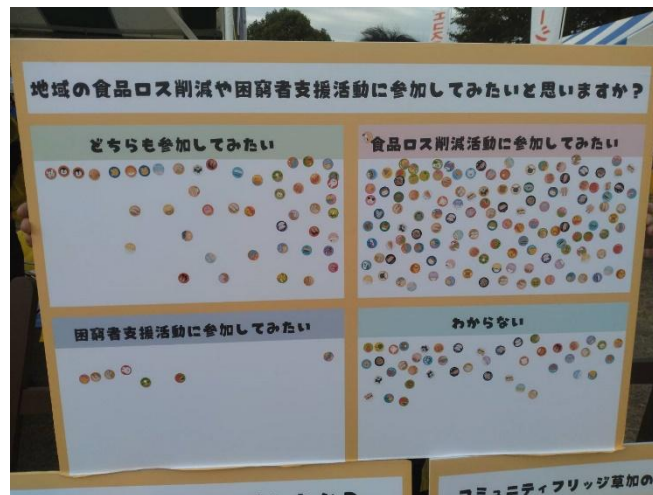 地域の食品ロス削減や困窮者支援活動に参加してみたいと思いますか？
どちらも参加してみたい
食品ロス削減活動に参加してみたい
困窮者支援活動に参加してみたい
わからない
コミュニティフリッジ草加の